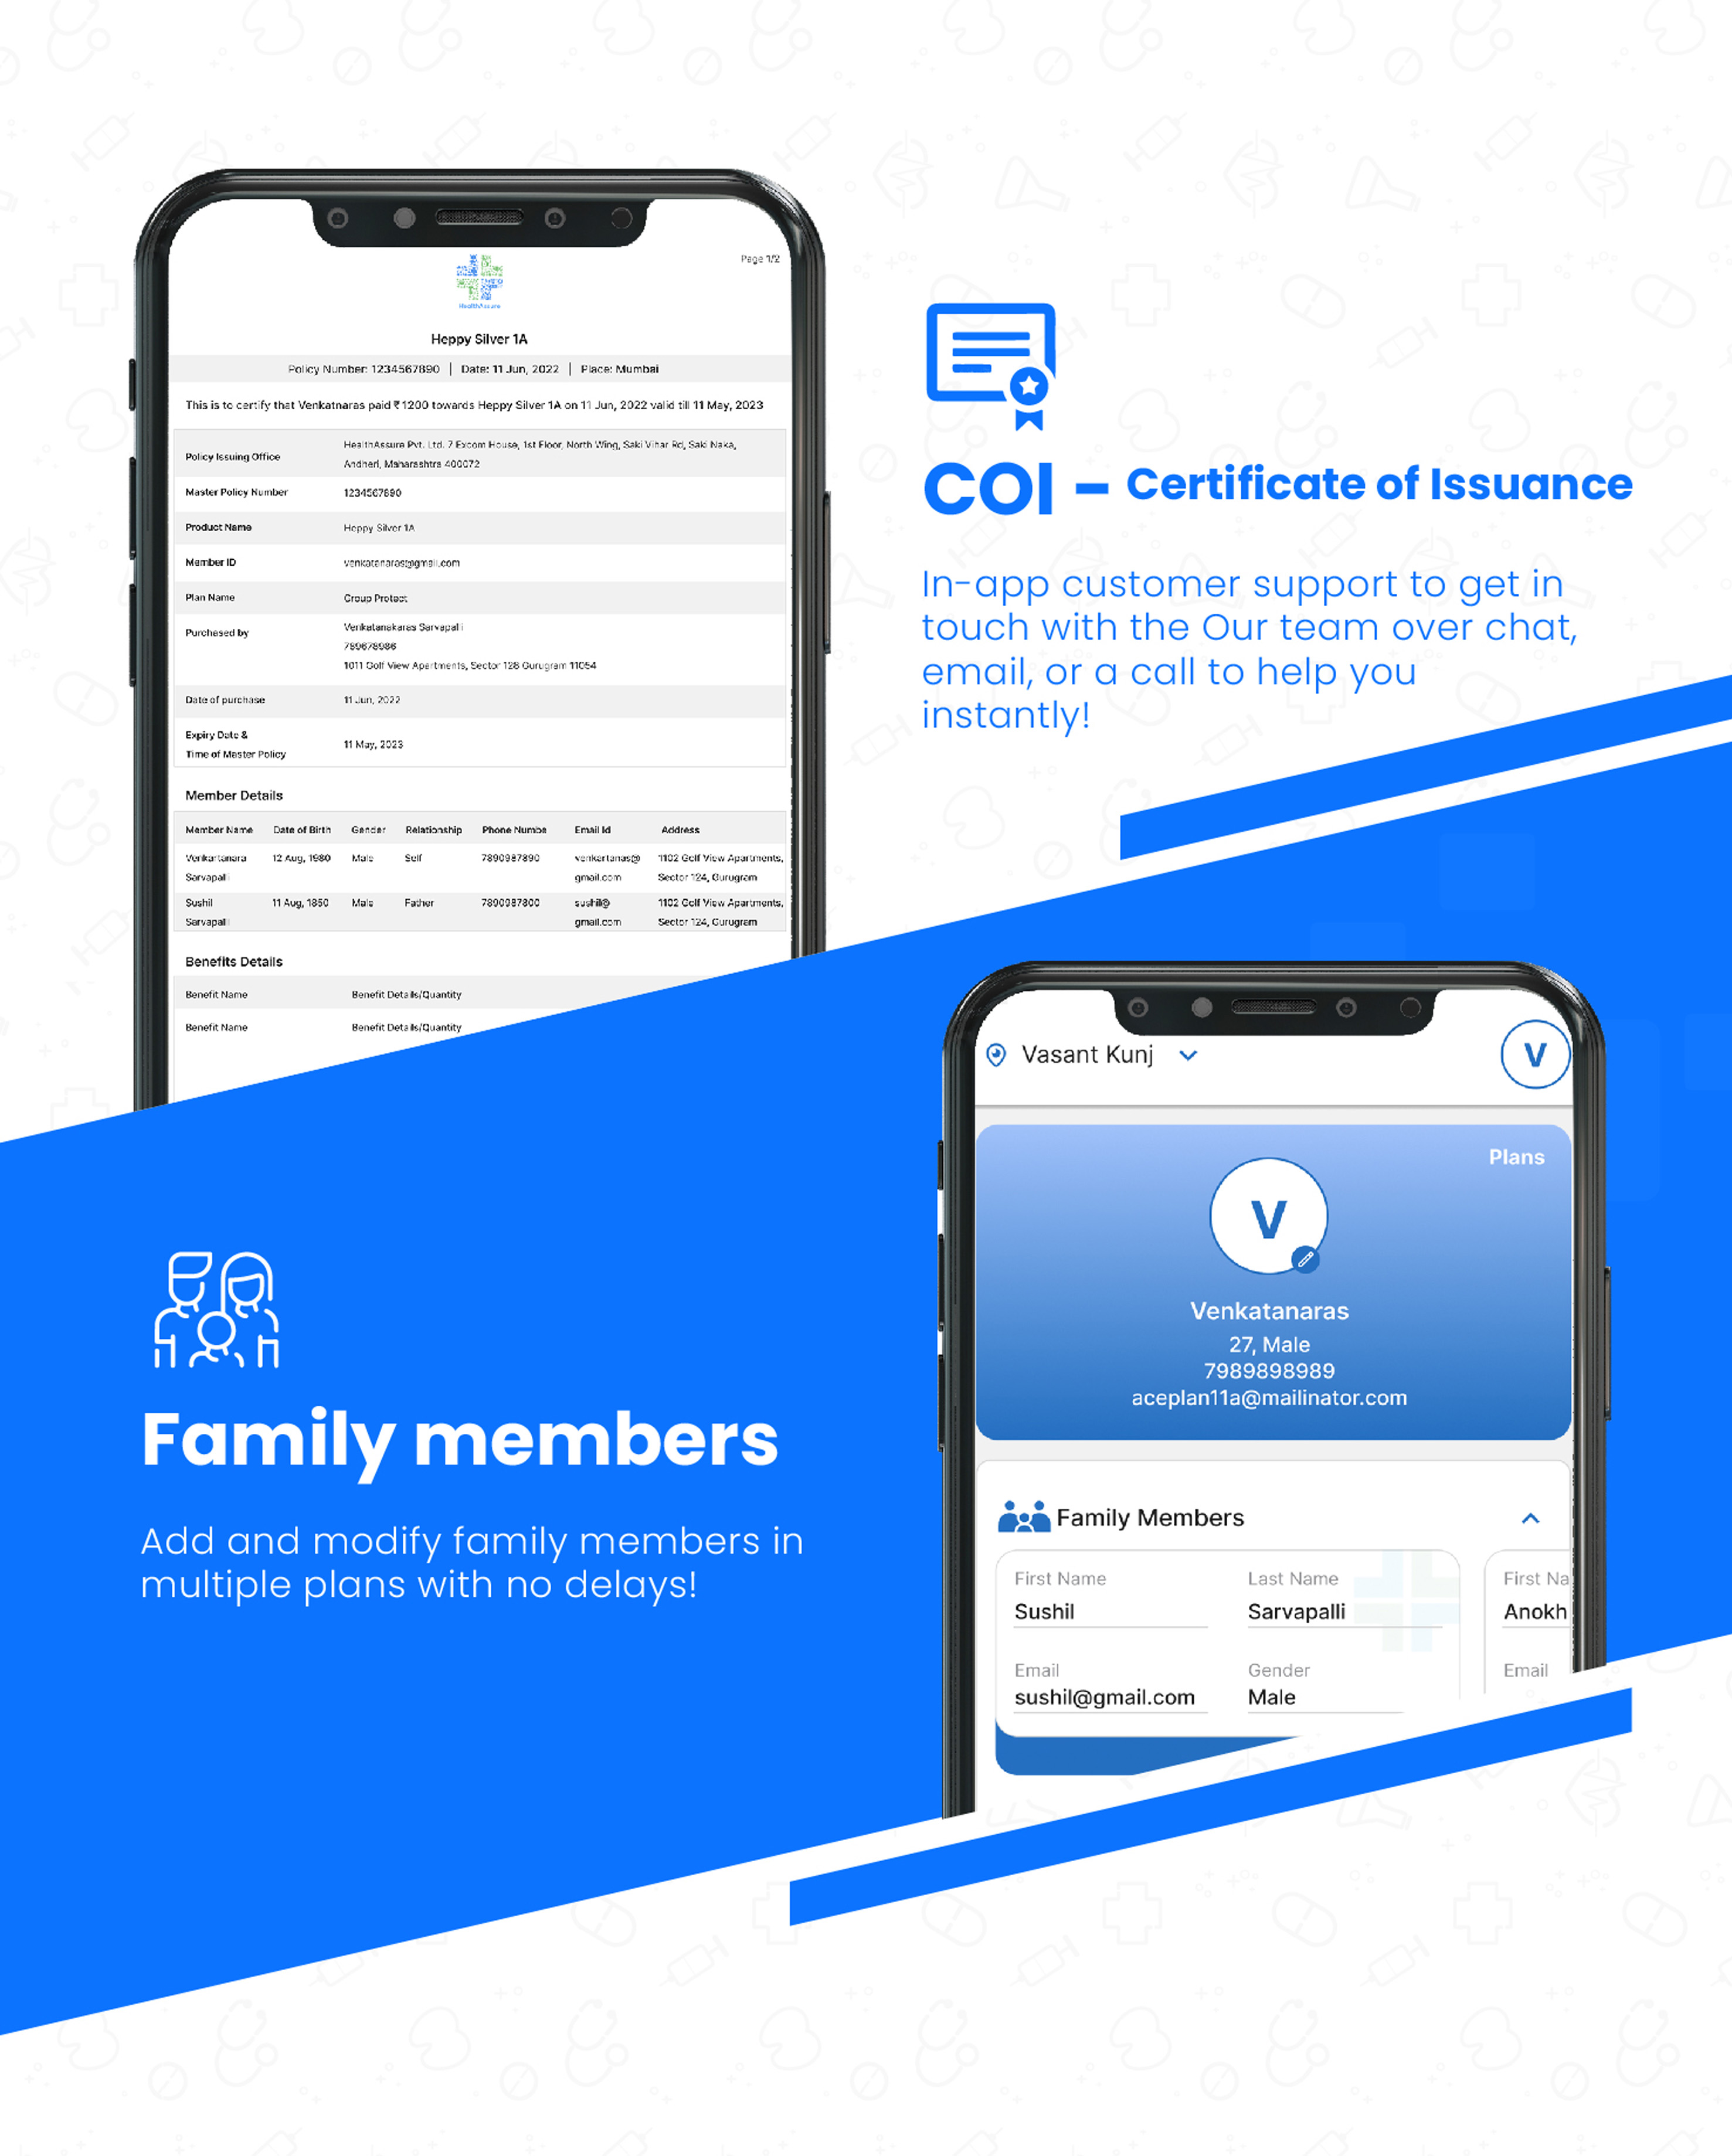 Page 1/2
HealthAssure
Heppy Silver 1A
Policy Number: 1234567890 | Date: 11 Jun, 2022 | Place: Mumbai
This is to certify that Venkatnaras paid ₹1200 towards Heppy Silver 1A on 11 Jun, 2022 valid till 11 May, 2023
Policy Issuing Office
HealthAssure Pvt. Ltd. 7 Excom House, 1st Floor, North Wing, Saki Vihar Rd, Saki Naka,
Andheri, Maharashtra 400072
Master Policy Number 1234567890
Product Name Heppy Silver 1A
Member ID venkatanaras@gmail.com
Plan Name Group Protect
Purchased by
Venkatanakaras Sarvapalli
789678986
1011 Golf View Apartments, Sector 128 Gurugram 11054
Date of purchase 11 Jun, 2022
Expiry Date &
Time of Master Policy
11 May, 2023
Member Details
Member Name Date of Birth Gender Relationship Phone Numbe Email Id Address
Venkartanara 12 Aug, 1980 Male Self 7890987890 venkartanas@ 1102 Golf View Apartments,
Sarvapalli gmail.com Sector 124, Gurugram
Sushil 11 Aug, 1850 Male Father 7890987800 sushil@ 1102 Golf View Apartments,
Sarvapalli gmail.com Sector 124, Gurugram
Benefits Details
Benefit Name Benefit Details/Quantity
Benefit Name Benefit Details/Quantity
COI – Certificate of Issuance
In-app customer support to get in
touch with the Our team over chat,
email, or a call to help you
instantly!
Family members
Add and modify family members in
multiple plans with no delays!
Vasant Kunj
V
Plans
V
Venkatanaras
27, Male
7989898989
aceplan11a@mailinator.com
Family Members
First Name Last Name First Na
Sushil Sarvapalli Anokh
Email Gender Email
sushil@gmail.com Male